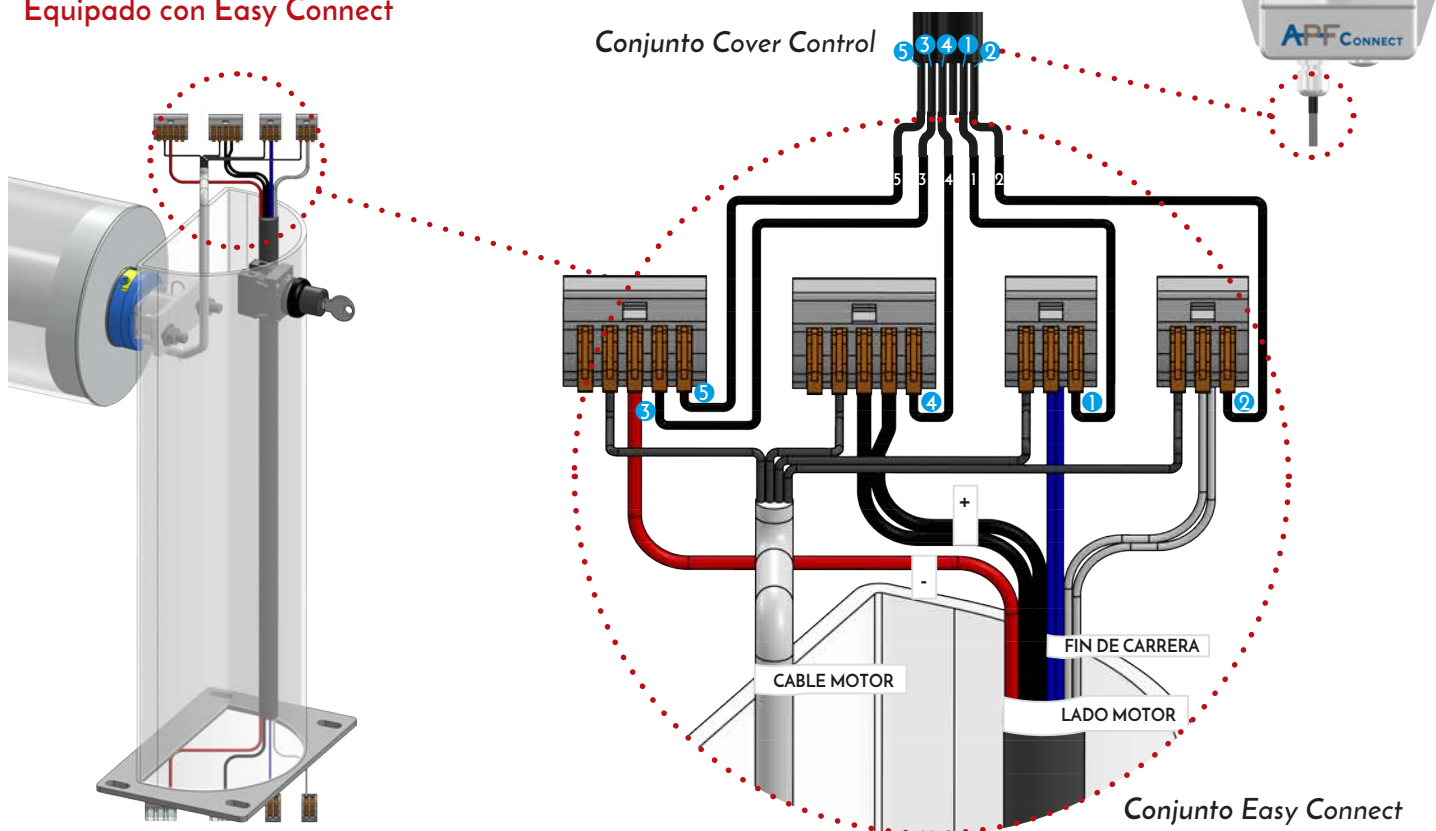 Equipado con Easy Connect
Conjunto Cover Control
5 3 4 1 2
APF CONNECT
5 3 4 1 2
5
3
4
1
2
+
-
FIN DE CARRERA
CABLE MOTOR
LADO MOTOR
Conjunto Easy Connect